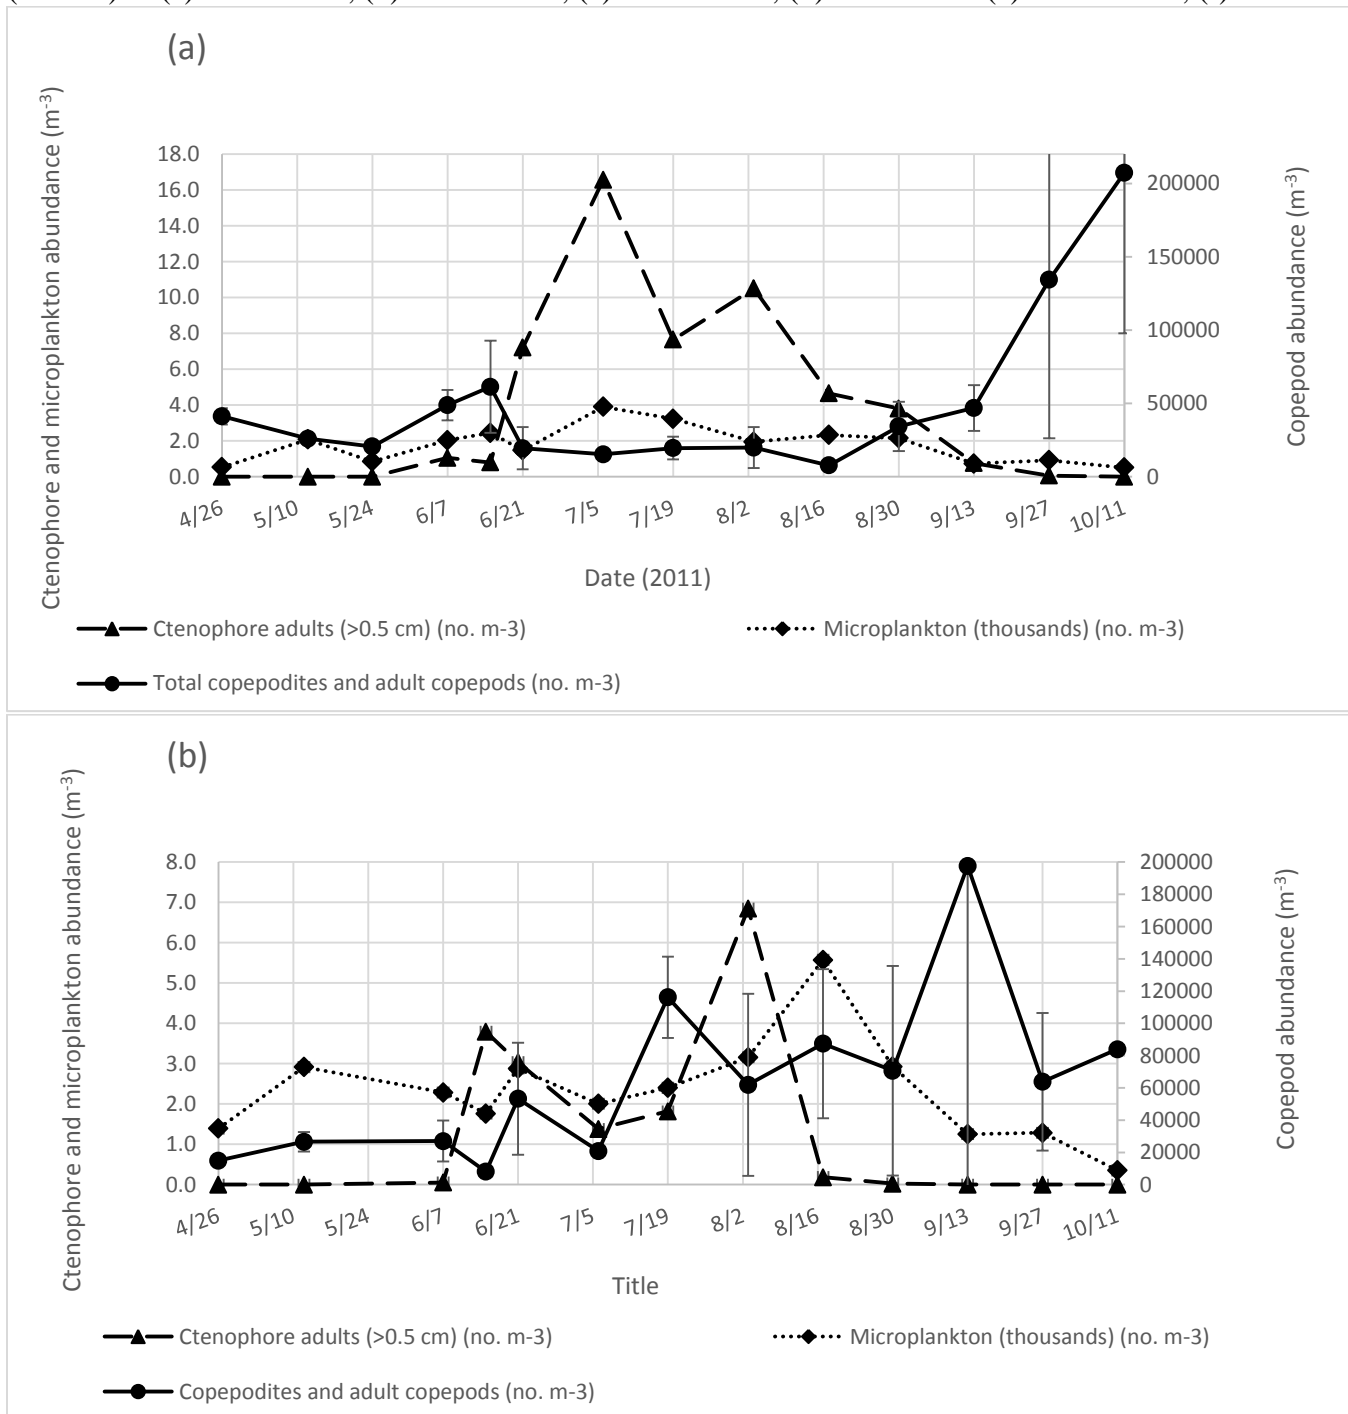 (a)
Ctenophore and microplankton abundance (m-3)
Copepod abundance (m-3)
18.0
16.0
14.0
12.0
10.0
8.0
6.0
4.0
2.0
0.0
200000
150000
100000
50000
0
4/26 5/10 5/24 6/7 6/21 7/5 7/19 8/2 8/16 8/30 9/13 9/27 10/11
Date (2011)
Ctenophore adults (>0.5 cm) (no. m-3)
Microplankton (thousands) (no. m-3)
Total copepodites and adult copepods (no. m-3)
(b)
Ctenophore and microplankton abundance (m-3)
Copepod abundance (m-3)
8.0
7.0
6.0
5.0
4.0
3.0
2.0
1.0
0.0
200000
180000
160000
140000
120000
100000
80000
60000
40000
20000
0
4/26 5/10 5/24 6/7 6/21 7/5 7/19 8/2 8/16 8/30 9/13 9/27 10/11
Title
Ctenophore adults (>0.5 cm) (no. m-3)
Microplankton (thousands) (no. m-3)
Copepodites and adult copepods (no. m-3)